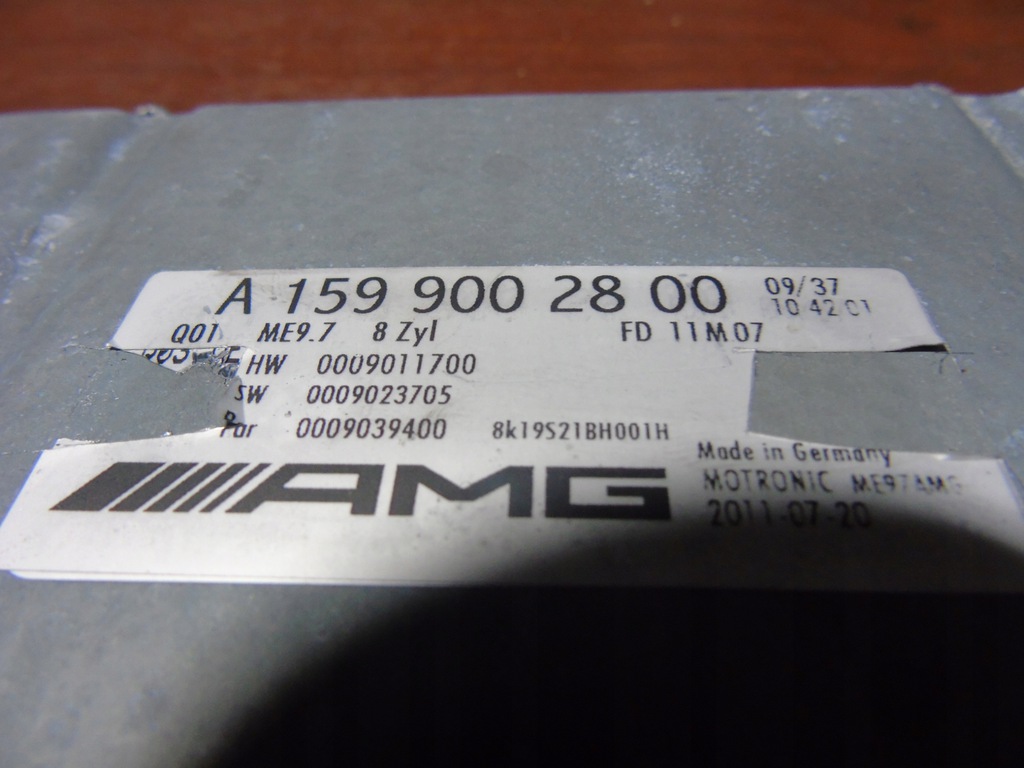 A 159 900 28 00
09/37
10 42 01
Q01 ME9.7 8 Zyl FD 11M07
HW 0009011700
SW 0009023705
Par 0009039400 8k19S21BH001H
AMG
Made in Germany
MOTRONIC ME97AMG
2011-07-20